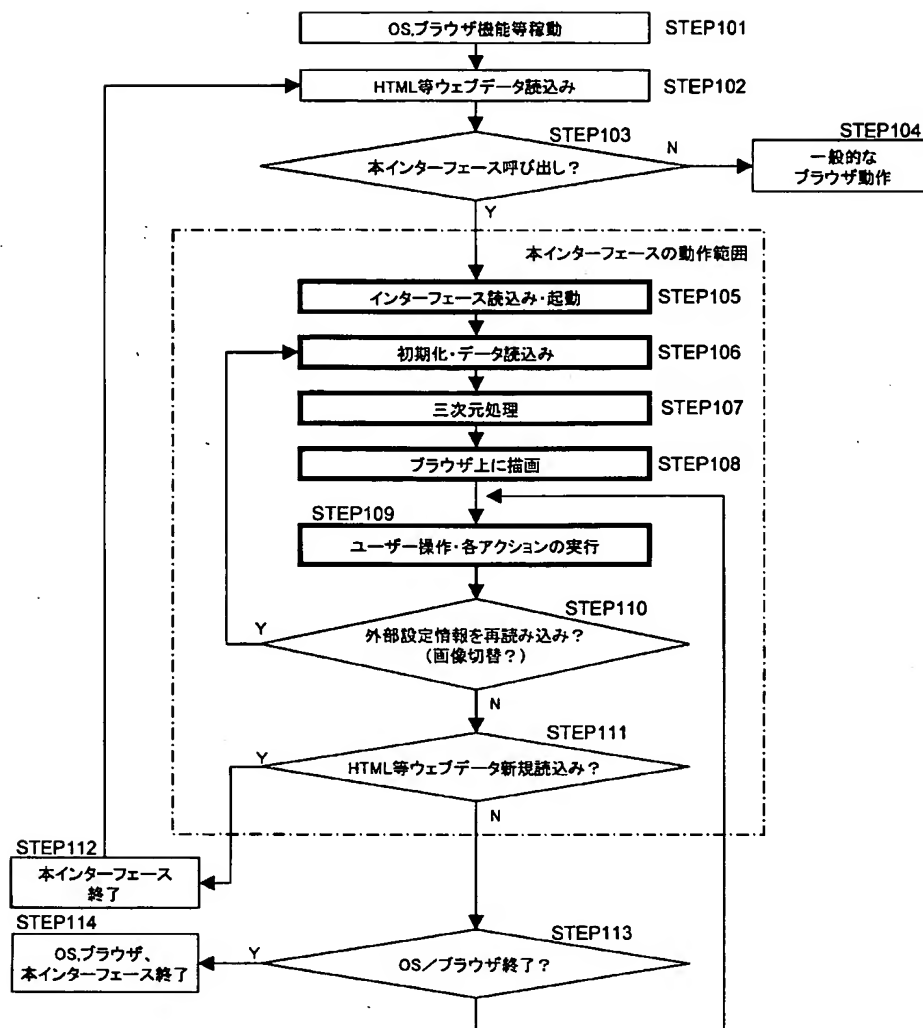 OS,ブラウザ機能等稼動
STEP101
HTML等ウェブデータ読込み
STEP102
STEP103
本インターフェース呼び出し?
N
Y
STEP104
一般的な
ブラウザ動作
本インターフェースの動作範囲
インターフェース読込み・起動
STEP105
初期化・データ読込み
STEP106
三次元処理
STEP107
ブラウザ上に描画
STEP108
STEP109
ユーザー操作・各アクションの実行
STEP110
外部設定情報を再読み込み?
(画像切替?)
Y
N
STEP111
HTML等ウェブデータ新規読込み?
Y
N
STEP112
本インターフェース
終了
STEP113
OS/ブラウザ終了?
Y
STEP114
OS,ブラウザ、
本インターフェース終了